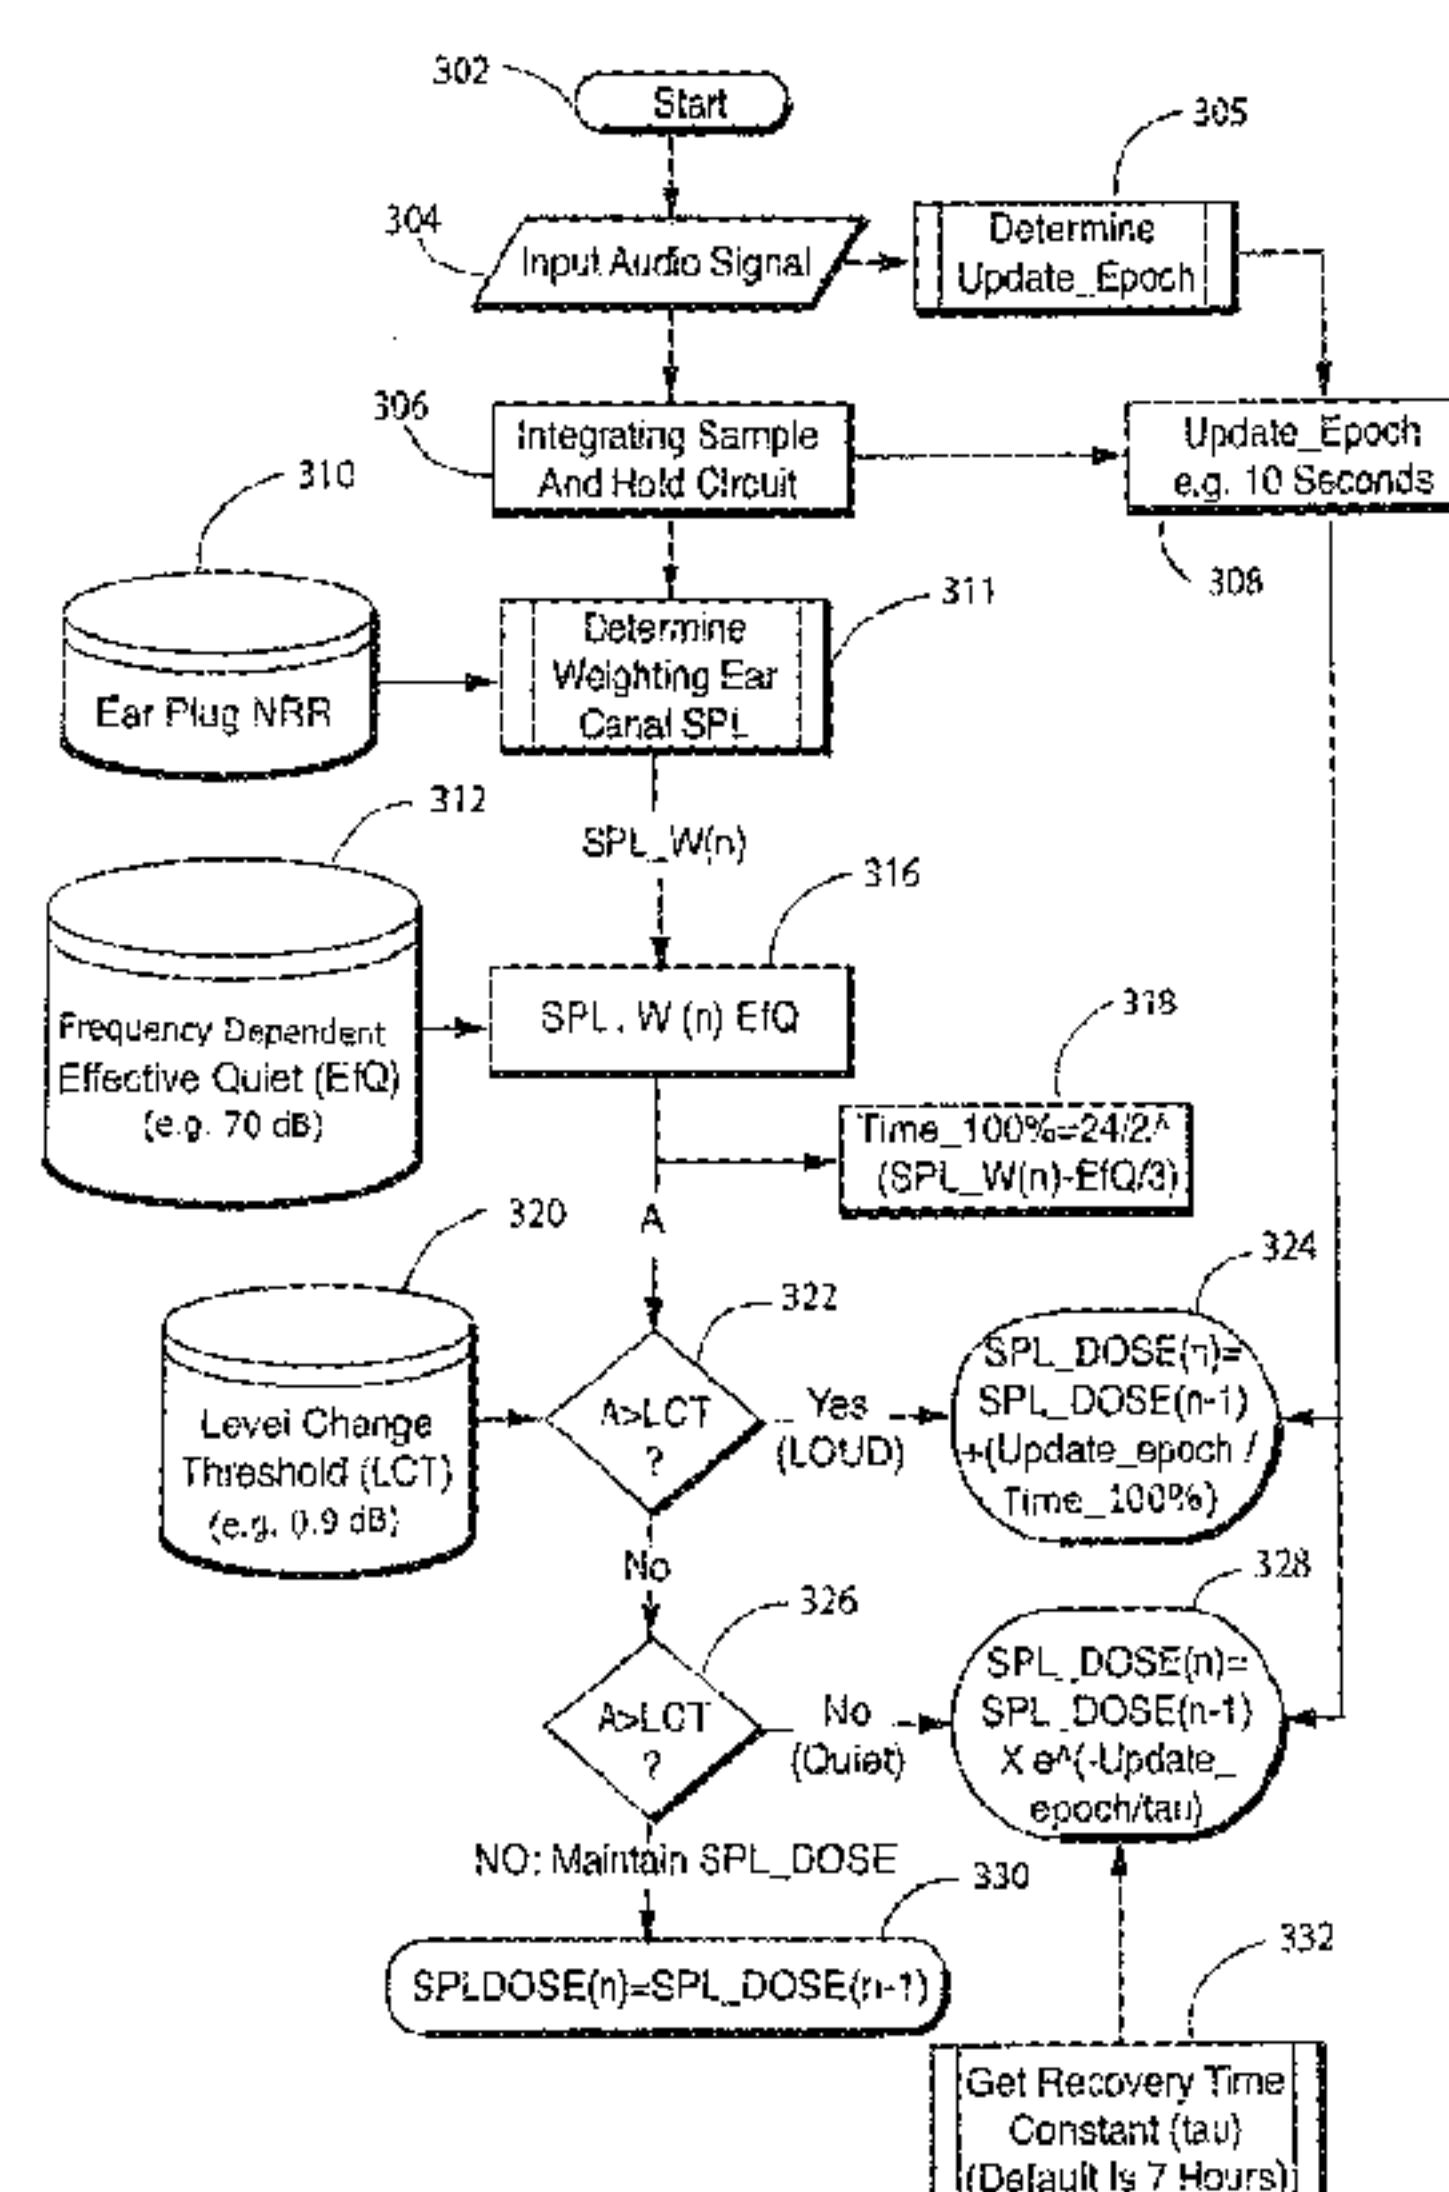 302
Start
305
304
Input Audio Signal
Determine
Update_Epoch
306
Integrating Sample
And Hold Circuit
Update_Epoch
e.g. 10 Seconds
308
310
Ear Plug NRR
311
Determine
Weighting Ear
Canal SPL
312
SPL_W(n)
316
Frequency Dependent
Effective Quiet (EfQ)
(e.g. 70 dB)
SPL . W (n) EfQ
318
Time_100%=24/2^
(SPL_W(n)-EfQ/3)
A
320
Level Change
Threshold (LCT)
(e.g. 0.9 dB)
322
A>LCT
?
Yes
(LOUD)
324
SPL_DOSE(n)=
SPL_DOSE(n-1)
+(Update_epoch /
Time_100%)
No
326
A>LCT
?
No
(Quiet)
328
SPL_DOSE(n)=
SPL_DOSE(n-1)
X e^(-Update_
epoch/tau)
NO: Maintain SPL_DOSE
330
SPLDOSE(n)=SPL_DOSE(n-1)
332
Get Recovery Time
Constant (tau)
(Default Is 7 Hours)